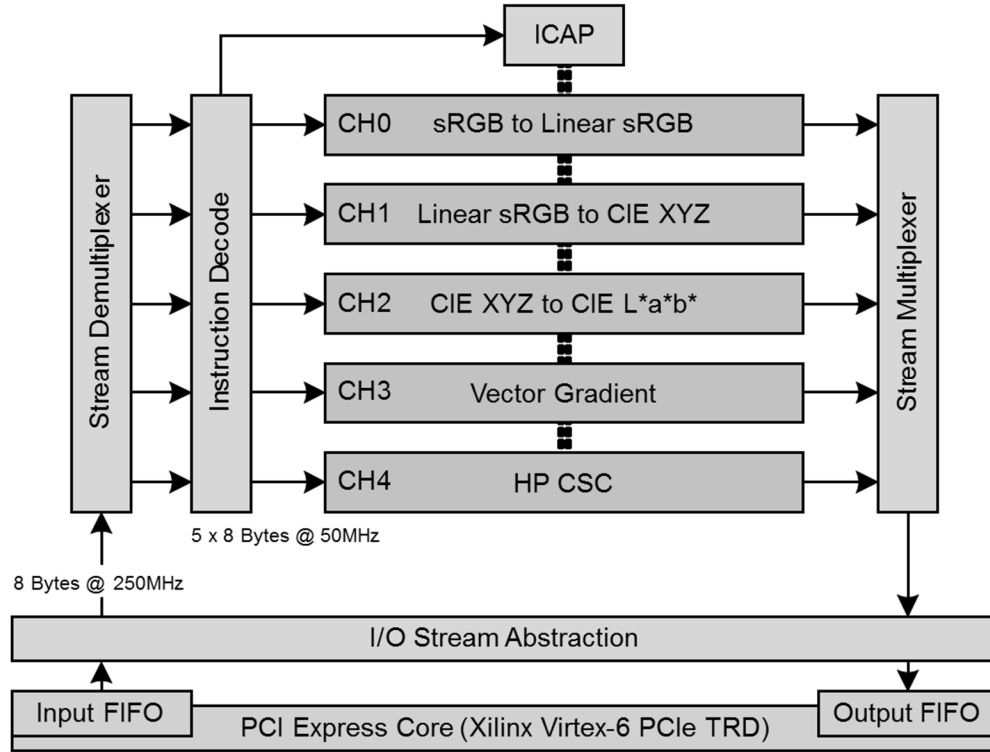 ICAP
Stream Demultiplexer
Instruction Decode
CH0 sRGB to Linear sRGB
CH1 Linear sRGB to CIE XYZ
CH2 CIE XYZ to CIE L*a*b*
CH3 Vector Gradient
CH4 HP CSC
Stream Multiplexer
5 x 8 Bytes @ 50MHz
8 Bytes @ 250MHz
I/O Stream Abstraction
Input FIFO
PCI Express Core (Xilinx Virtex-6 PCIe TRD)
Output FIFO